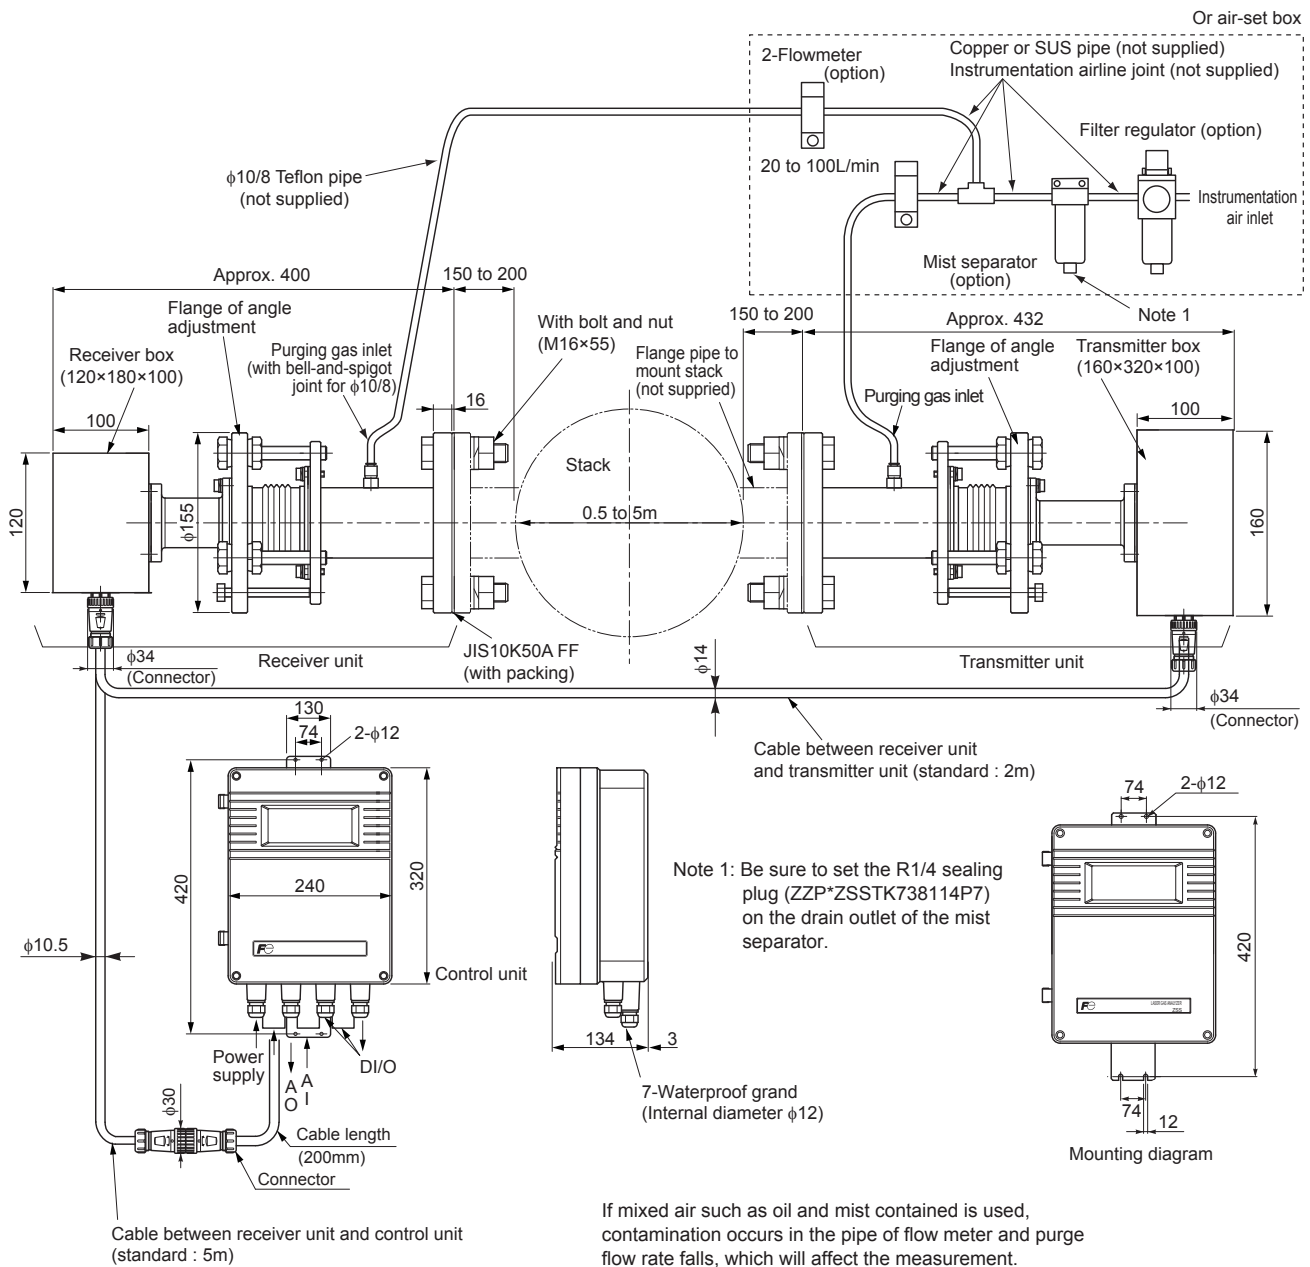 Or air-set box
2-Flowmeter
(option)
Copper or SUS pipe (not supplied)
Instrumentation airline joint (not supplied)
Filter regulator (option)
20 to 100L/min
ϕ10/8 Teflon pipe
(not supplied)
Instrumentation
air inlet
Mist separator
(option)
Note 1
Approx. 400
150 to 200
150 to 200
Approx. 432
Flange of angle
adjustment
With bolt and nut
(M16×55)
Receiver box
(120×180×100)
Purging gas inlet
(with bell-and-spigot
joint for ϕ10/8)
Flange pipe to
mount stack
(not suppried)
Flange of angle
adjustment
Transmitter box
(160×320×100)
Purging gas inlet
16
100
100
Stack
0.5 to 5m
120
ϕ155
160
JIS10K50A FF
(with packing)
Receiver unit
Transmitter unit
ϕ34
(Connector)
ϕ14
ϕ34
(Connector)
Cable between receiver unit
and transmitter unit (standard : 2m)
130
74
2-ϕ12
420
240
320
ϕ10.5
Fe
Control unit
Power
supply
A
O
A
I
DI/O
ϕ30
Cable length
(200mm)
Connector
Cable between receiver unit and control unit
(standard : 5m)
134
3
7-Waterproof grand
(Internal diameter ϕ12)
Note 1: Be sure to set the R1/4 sealing
plug (ZZP*ZSSTK738114P7)
on the drain outlet of the mist
separator.
74
2-ϕ12
420
Fe
LASER GAS ANALYZER
ZSS
74
12
Mounting diagram
If mixed air such as oil and mist contained is used,
contamination occurs in the pipe of flow meter and purge
flow rate falls, which will affect the measurement.